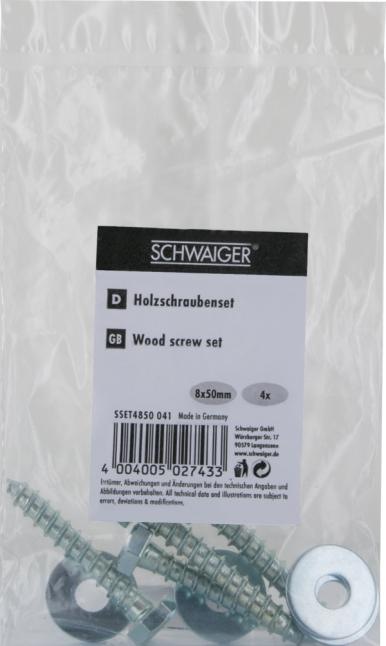 SCHWAIGER®
D Holzschraubenset
GB Wood screw set
8x50mm 4x
SSET4850 041 Made in Germany
Schwaiger GmbH
Würzburger Str. 17
90579 Langenzenn
www.schwaiger.de
4 004005 027433
Irrtümer, Abweichungen und Änderungen bei den technischen Angaben und
Abbildungen vorbehalten. All technical data and illustrations are subject to
errors, deviations & modifications.